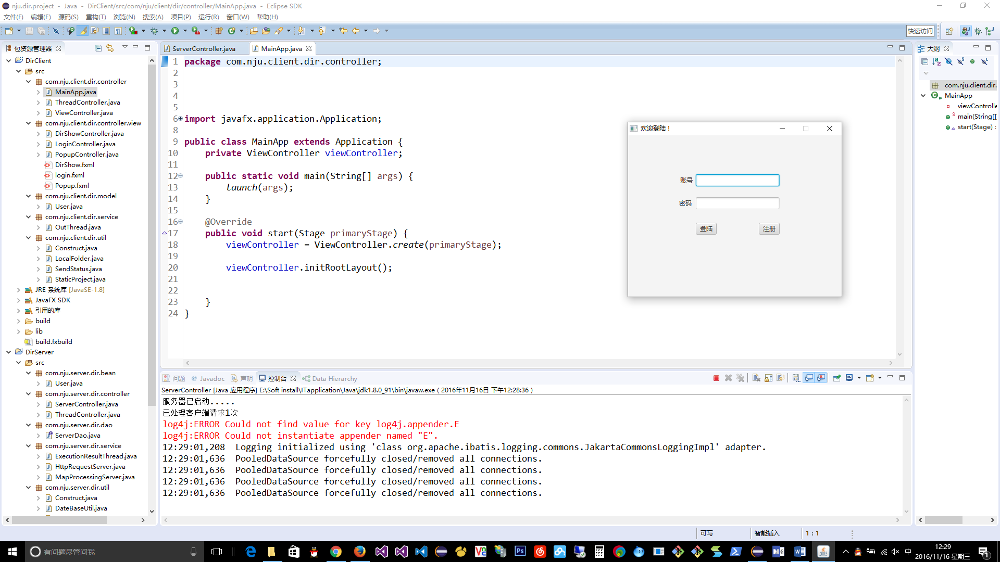 nju.dir.project - Java - DirClient/src/com/nju/client/dir/controller/MainApp.java - Eclipse SDK
文件(F) 编辑(E) 源码(S) 重构(T) 浏览(N) 搜索(A) 项目(P) 运行(R) 窗口(W) 帮助(H)
快速访问
包资源管理器
DirClient
src
com.nju.client.dir.controller
MainApp.java
ThreadController.java
ViewController.java
com.nju.client.dir.controller.view
DirShowController.java
LoginController.java
PopupController.java
DirShow.fxml
login.fxml
Popup.fxml
com.nju.client.dir.model
User.java
com.nju.client.dir.service
OutThread.java
com.nju.client.dir.util
Construct.java
LocalFolder.java
SendStatus.java
StaticProject.java
JRE 系统库 [JavaSE-1.8]
JavaFX SDK
引用的库
build
lib
build.fxbuild
DirServer
src
com.nju.server.dir.bean
User.java
com.nju.server.dir.controller
ServerController.java
ThreadController.java
com.nju.server.dir.dao
ServerDao.java
com.nju.server.dir.service
ExecutionResultThread.java
HttpRequestServer.java
MapProcessingServer.java
com.nju.server.dir.util
Construct.java
DateBaseUtil.java
ServerController.java MainApp.java
1 package com.nju.client.dir.controller;
2
3
4
5
6 import javafx.application.Application;
8
9 public class MainApp extends Application {
10 private ViewController viewController;
11
12 public static void main(String[] args) {
13 launch(args);
14 }
15
16 @Override
17 public void start(Stage primaryStage) {
18 viewController = ViewController.create(primaryStage);
19
20 viewController.initRootLayout();
21
22
23 }
24 }
欢迎登陆！
账号
密码
登陆 注册
大纲
com.nju.client.dir.
MainApp
viewControlle
main(String[]
start(Stage) :
问题 @ Javadoc 声明 控制台 Data Hierarchy
ServerController [Java 应用程序] E:\Soft install\ITapplication\Java\jdk1.8.0_91\bin\javaw.exe ( 2016年11月16日 下午12:28:36 )
服务器已启动.....
已处理客户端请求1次
log4j:ERROR Could not find value for key log4j.appender.E
log4j:ERROR Could not instantiate appender named "E".
12:29:01,208 Logging initialized using 'class org.apache.ibatis.logging.commons.JakartaCommonsLoggingImpl' adapter.
12:29:01,636 PooledDataSource forcefully closed/removed all connections.
12:29:01,636 PooledDataSource forcefully closed/removed all connections.
12:29:01,636 PooledDataSource forcefully closed/removed all connections.
12:29:01,636 PooledDataSource forcefully closed/removed all connections.
可写 智能插入 1 : 1
有问题尽管问我
中
12:29
2016/11/16 星期三